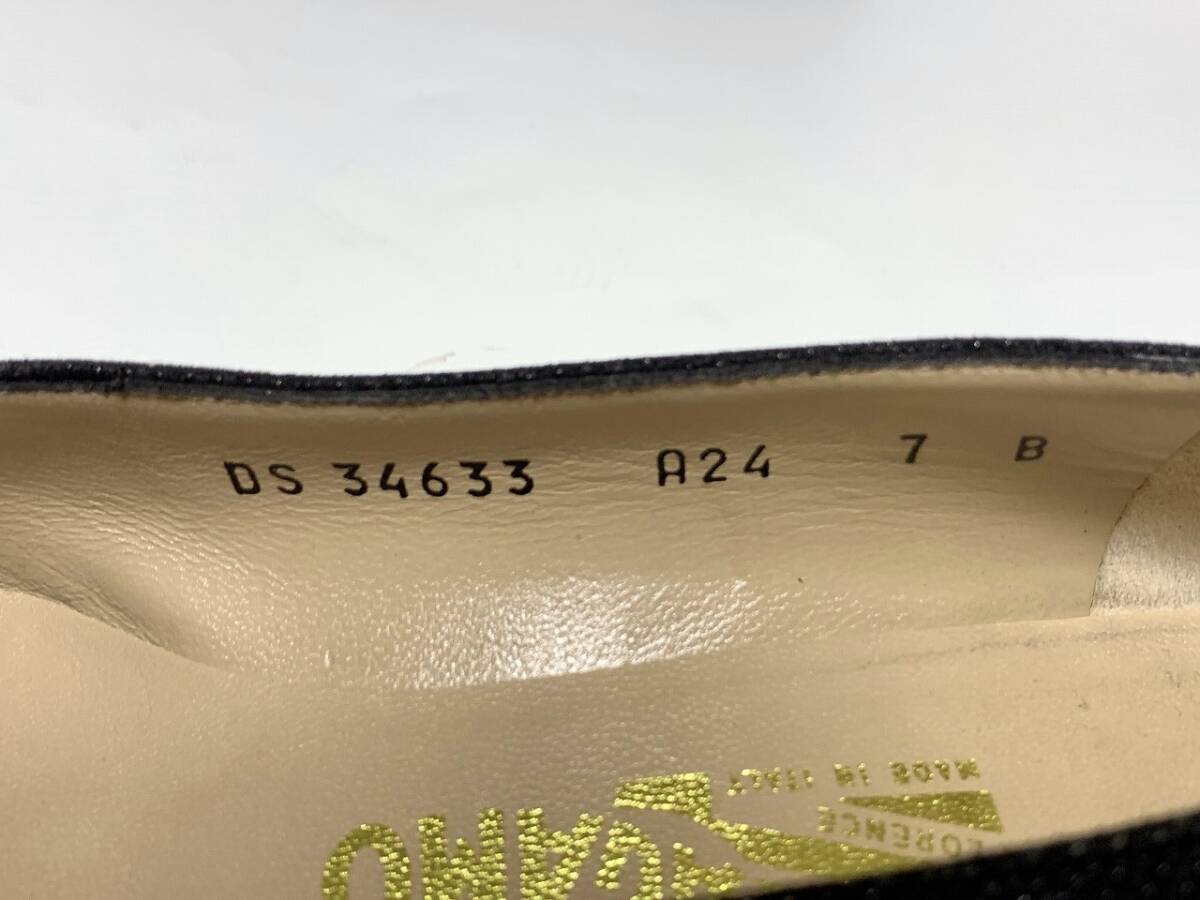 DS 34633 A24 7 B
MADE IN ITALY